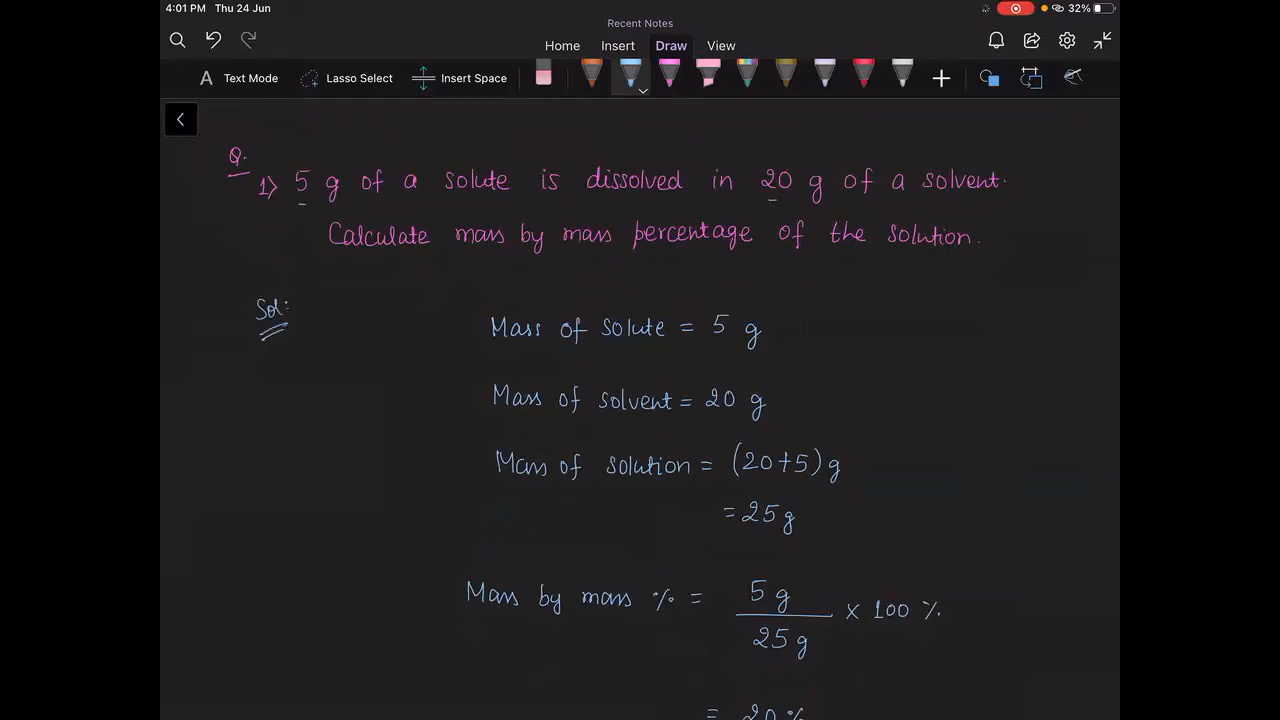 4:01 PM Thu 24 Jun 32%
Recent Notes
Home Insert Draw View
A Text Mode Lasso Select Insert Space
Q.
1) 5 g of a solute is dissolved in 20 g of a solvent.
Calculate mass by mass percentage of the solution.
Sol:
Mass of solute = 5 g
Mass of solvent = 20 g
Mass of solution = (20+5) g
= 25 g
Mass by mass % = 5 g / 25 g x 100 %
= 20 %